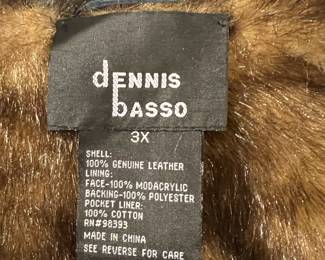 dENNIS
basso
3X
SHELL:
100% GENUINE LEATHER
LINING:
FACE-100% MODACRYLIC
BACKING-100% POLYESTER
POCKET LINER:
100% COTTON
RN#98393
MADE IN CHINA
SEE REVERSE FOR CARE